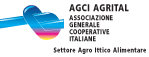 AGCI AGRITAL
ASSOCIAZIONE
GENERALE
COOPERATIVE
ITALIANE
Settore Agro Ittico Alimentare